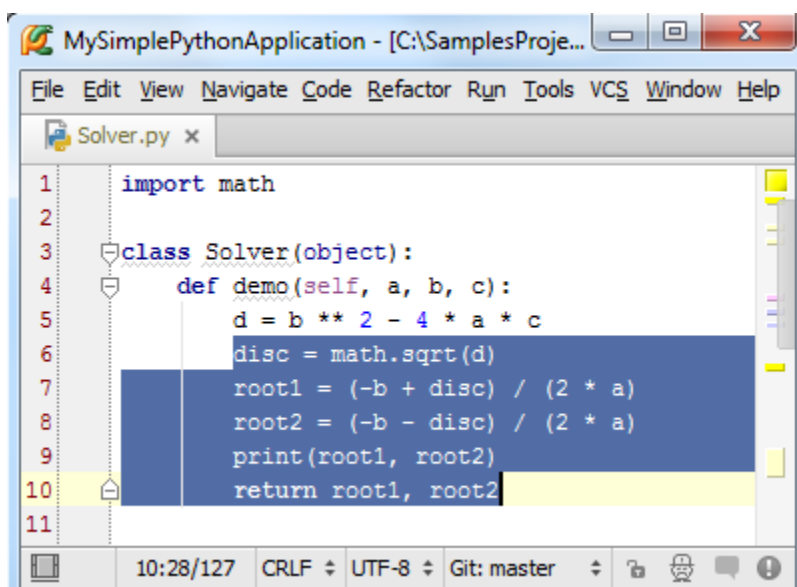 MySimplePythonApplication - [C:\SamplesProje...
File Edit View Navigate Code Refactor Run Tools VCS Window Help
Solver.py
1 import math
2
3 class Solver(object):
4     def demo(self, a, b, c):
5         d = b ** 2 - 4 * a * c
6         disc = math.sqrt(d)
7         root1 = (-b + disc) / (2 * a)
8         root2 = (-b - disc) / (2 * a)
9         print(root1, root2)
10         return root1, root2
11
10:28/127 CRLF UTF-8 Git: master